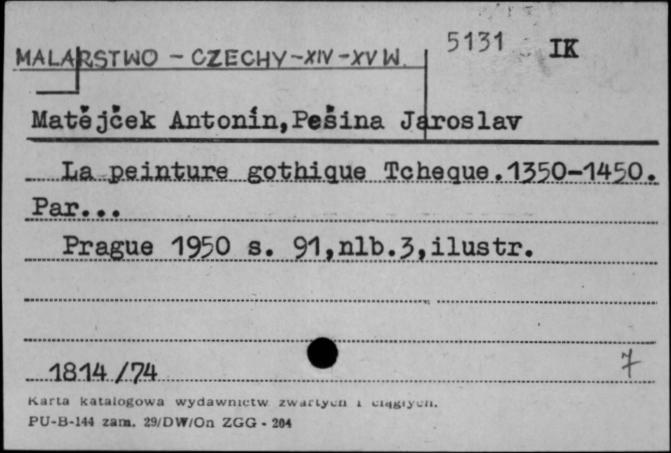 5131 IK
MALARSTWO - CZECHY-XIV-XV W.
Matějček Antonín,Pešina Jaroslav
La peinture gothique Tcheque.1350-1450.
Par...
Prague 1950 s. 91,nlb.3,ilustr.
1814/74 7
Karta katalogowa wydawnictw zwartych i ciągłych.
PU-B-144 zam. 29/DW/On ZGG - 204